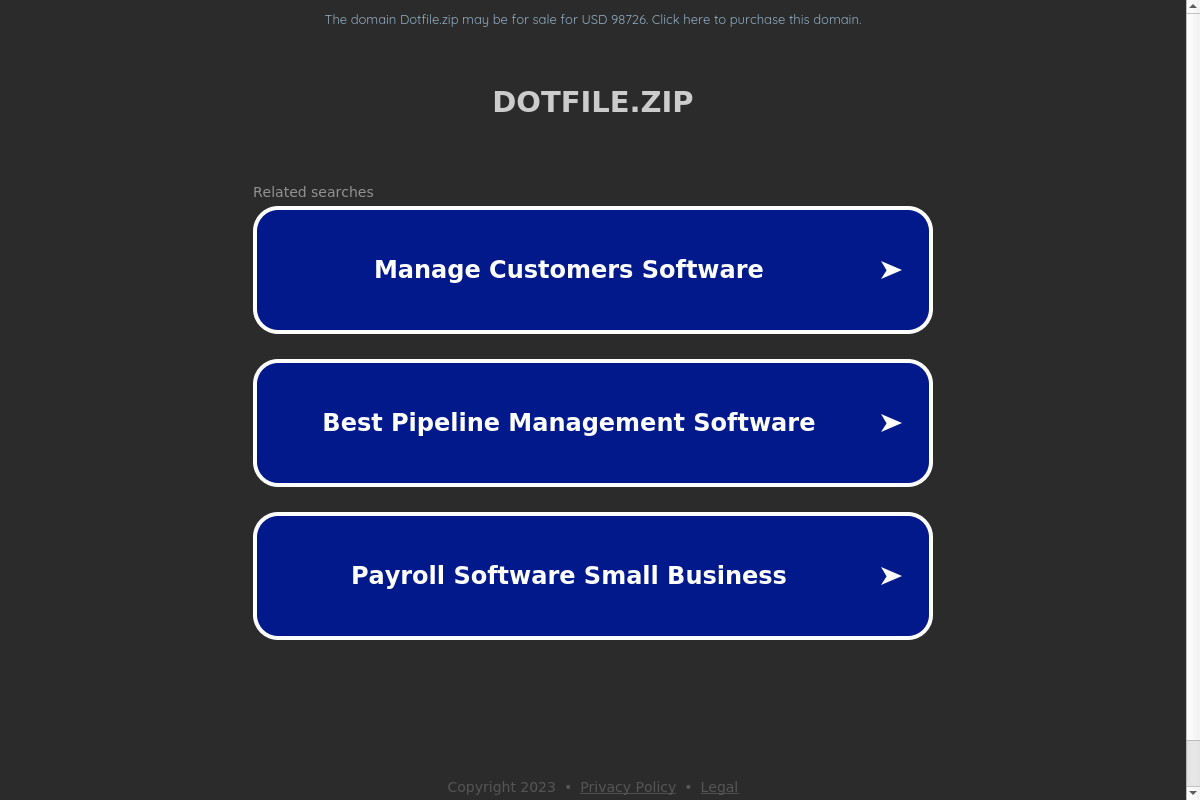 The domain Dotfile.zip may be for sale for USD 98726. Click here to purchase this domain.
DOTFILE.ZIP
Related searches
Manage Customers Software
Best Pipeline Management Software
Payroll Software Small Business
Copyright 2023 • Privacy Policy • Legal